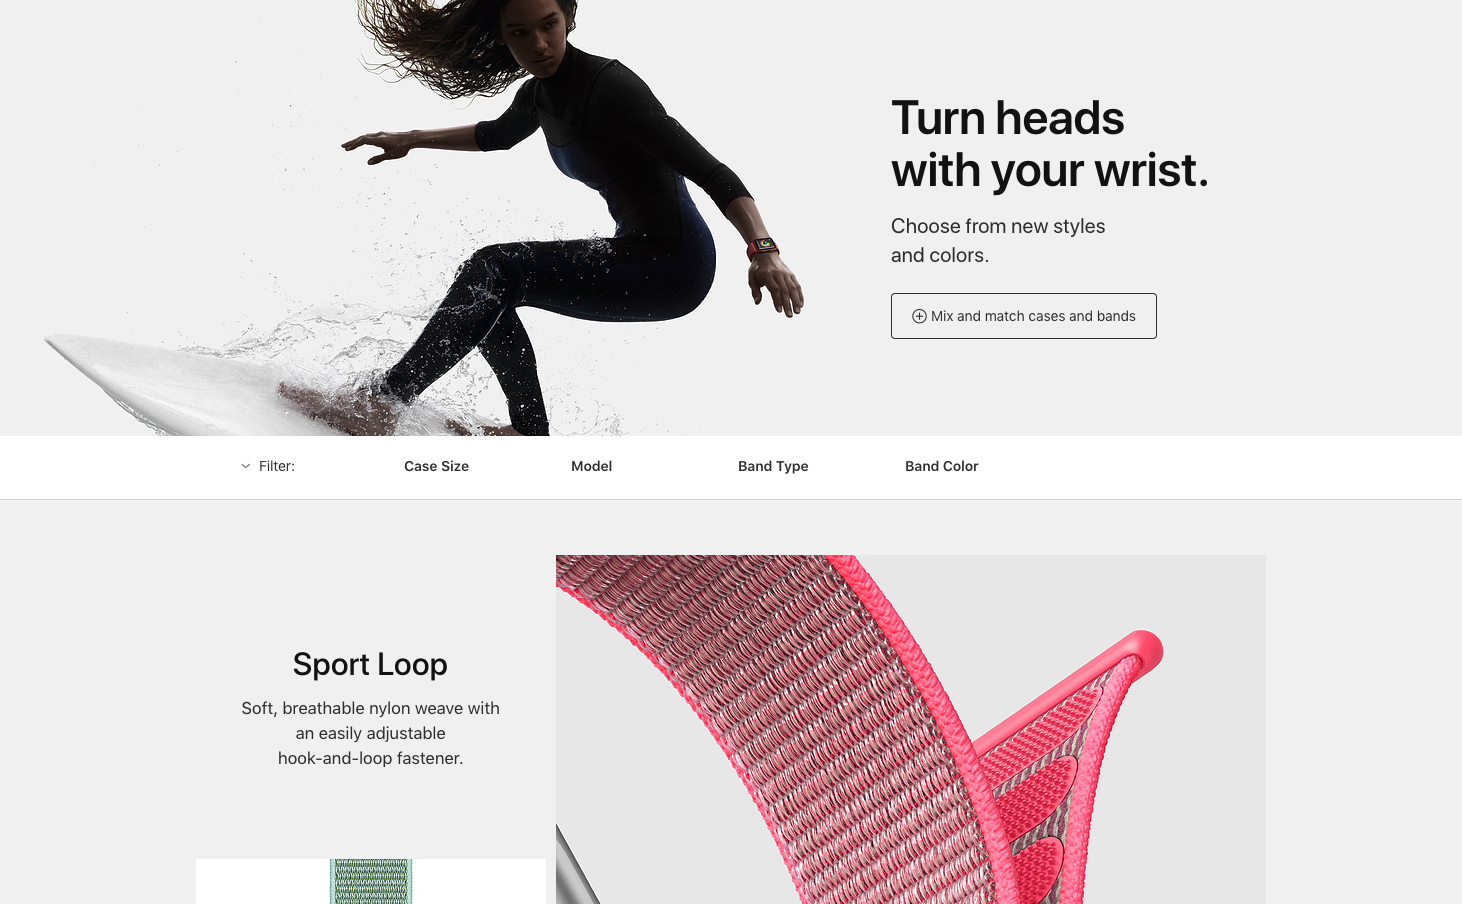 Turn heads
with your wrist.
Choose from new styles
and colors.
Mix and match cases and bands
Filter:
Case Size
Model
Band Type
Band Color
Sport Loop
Soft, breathable nylon weave with
an easily adjustable
hook-and-loop fastener.